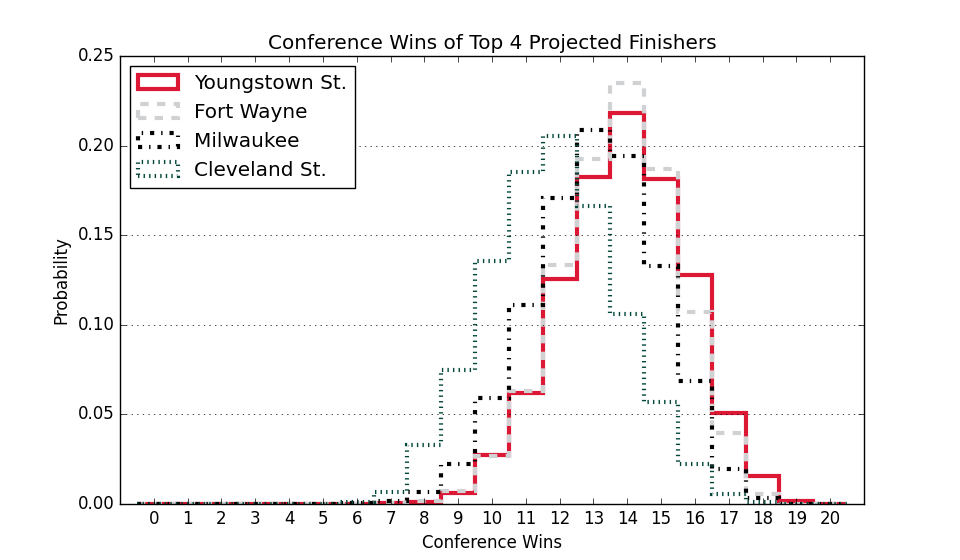 Conference Wins of Top 4 Projected Finishers
Youngstown St.
Fort Wayne
Milwaukee
Cleveland St.
0.25
0.20
0.15
0.10
0.05
0.00
Probability
0 1 2 3 4 5 6 7 8 9 10 11 12 13 14 15 16 17 18 19 20
Conference Wins